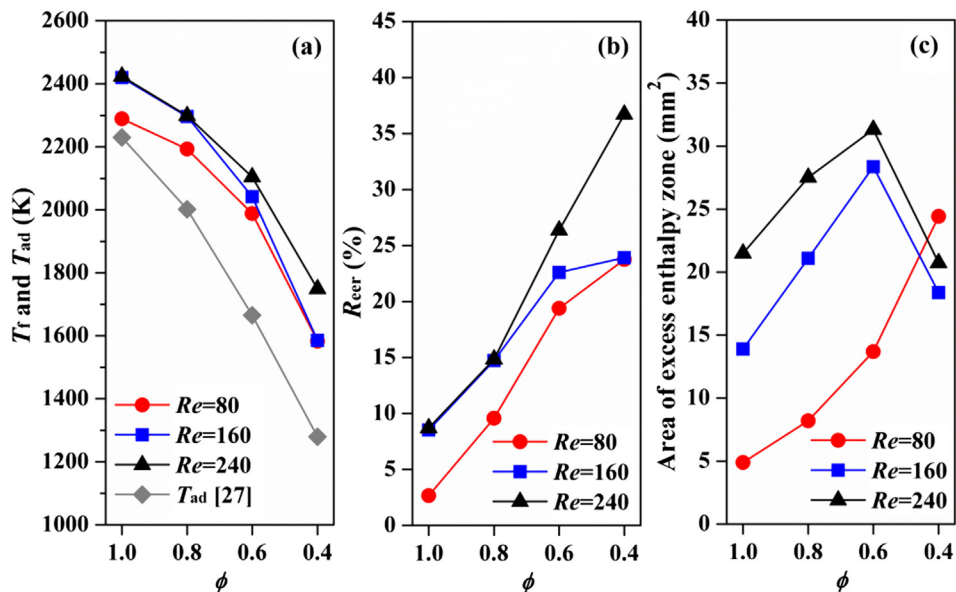 (a)
Tr and Tad (K)
2600
2400
2200
2000
1800
1600
1400
1200
1000
Re=80
Re=160
Re=240
Tad [27]
1.0 0.8 0.6 0.4
ϕ
(b)
Reer (%)
45
40
35
30
25
20
15
10
5
0
Re=80
Re=160
Re=240
1.0 0.8 0.6 0.4
ϕ
(c)
Area of excess enthalpy zone (mm²)
40
35
30
25
20
15
10
5
0
Re=80
Re=160
Re=240
1.0 0.8 0.6 0.4
ϕ